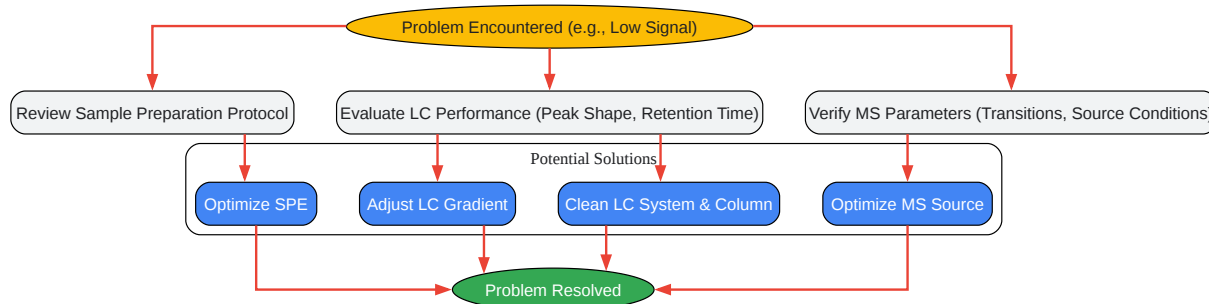 Problem Encountered (e.g., Low Signal)
Review Sample Preparation Protocol
Evaluate LC Performance (Peak Shape, Retention Time)
Verify MS Parameters (Transitions, Source Conditions)
Potential Solutions
Optimize SPE
Adjust LC Gradient
Clean LC System & Column
Optimize MS Source
Problem Resolved